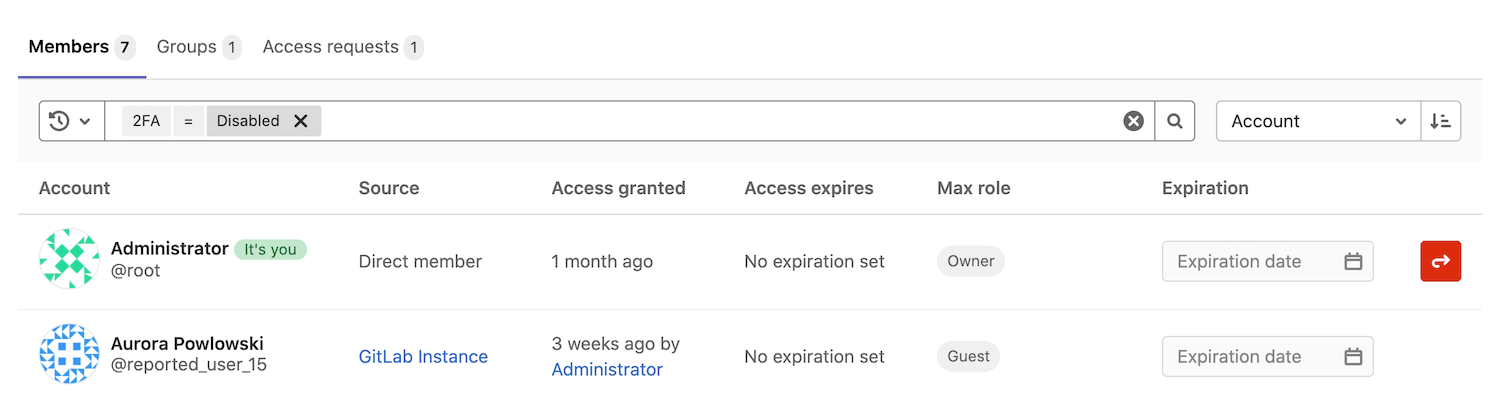 Members 7 Groups 1 Access requests 1
2FA = Disabled Account
Account Source Access granted Access expires Max role Expiration
Administrator It's you
@root
Direct member 1 month ago No expiration set Owner Expiration date
Aurora Powlowski
@reported_user_15
GitLab Instance
3 weeks ago by
Administrator
No expiration set Guest Expiration date